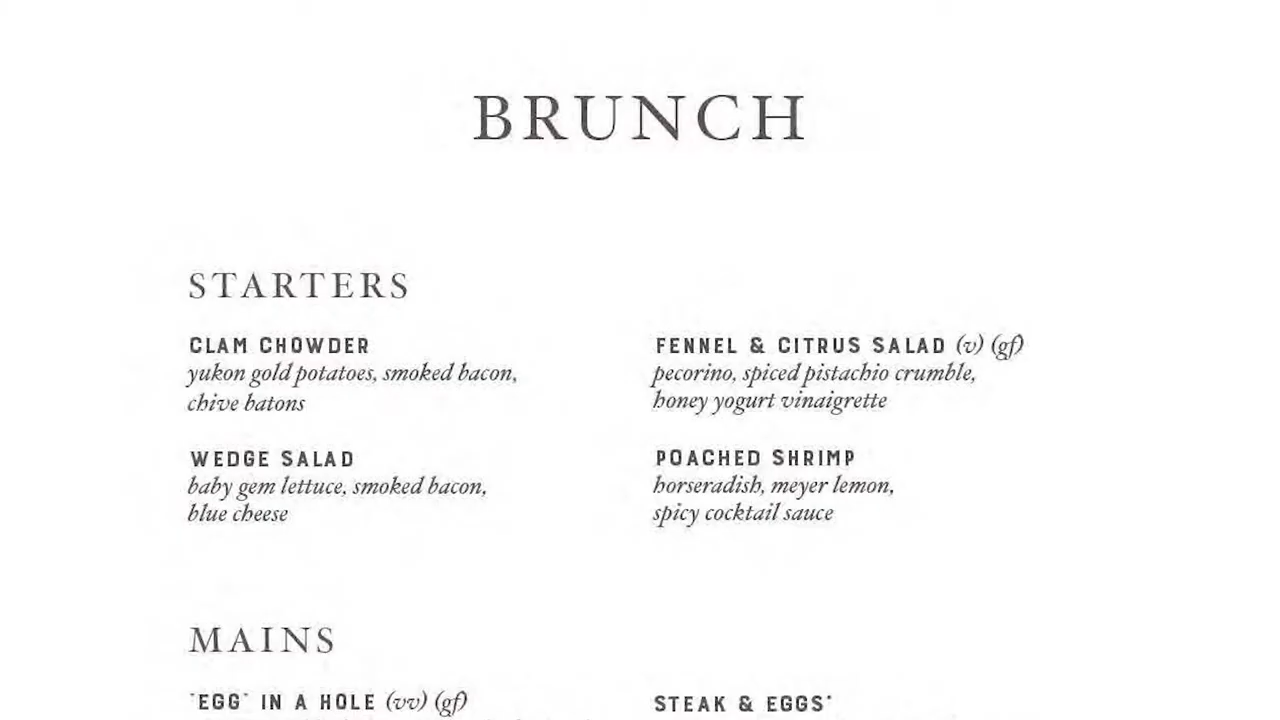 BRUNCH
STARTERS
CLAM CHOWDER
yukon gold potatoes, smoked bacon,
chive batons
WEDGE SALAD
baby gem lettuce, smoked bacon,
blue cheese
FENNEL & CITRUS SALAD (v) (gf)
pecorino, spiced pistachio crumble,
honey yogurt vinaigrette
POACHED SHRIMP
horseradish, meyer lemon,
spicy cocktail sauce
MAINS
"EGG" IN A HOLE (vv) (gf)
STEAK & EGGS*